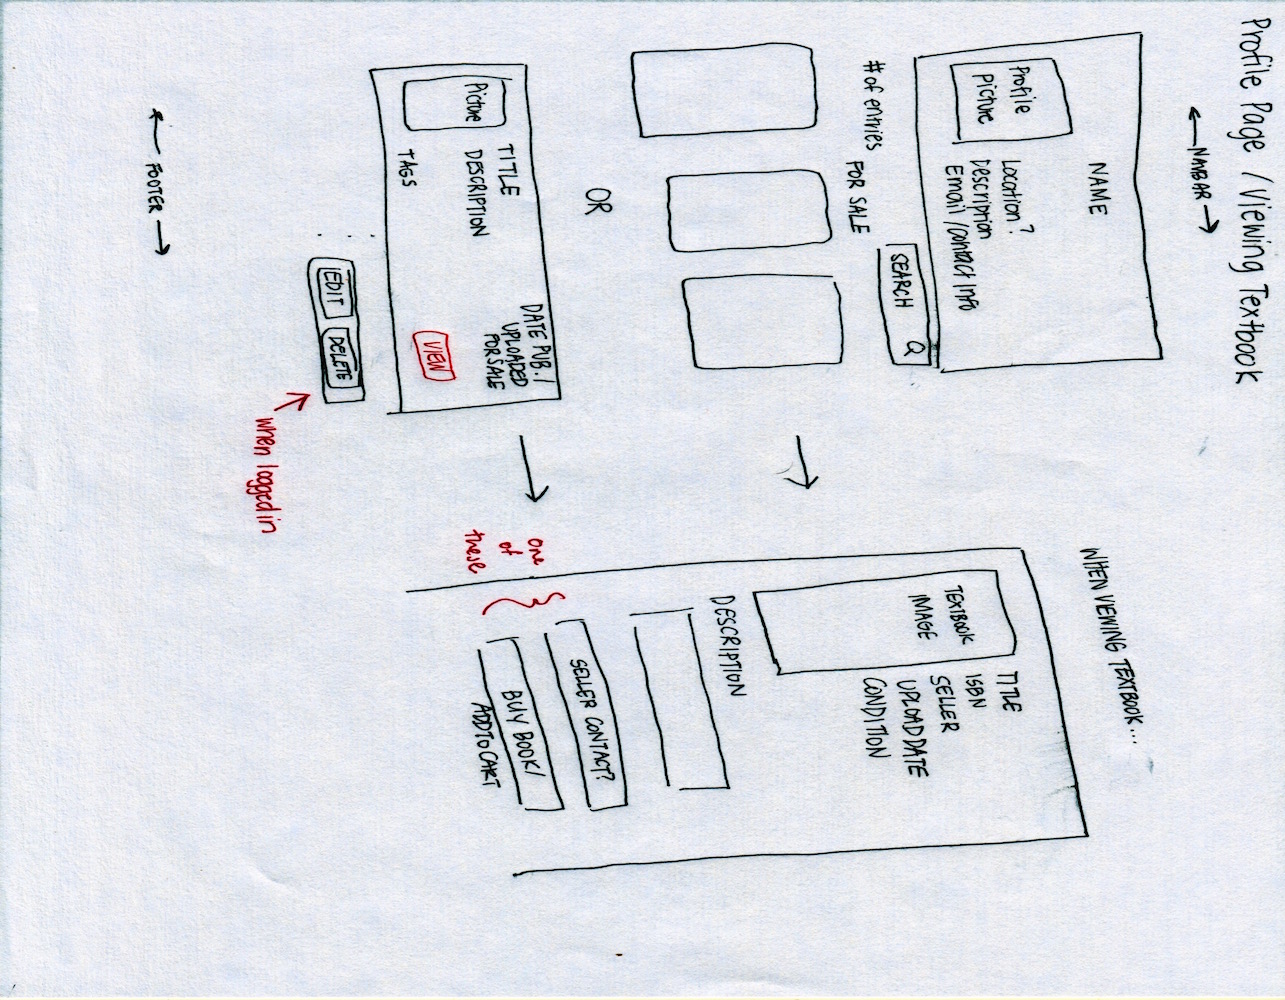 Profile Page / Viewing Textbook
← NAVBAR →
NAME
Profile
Picture
Location?
Description
Email / contact info
# of entries
FOR SALE
SEARCH
OR
Picture
TITLE
DESCRIPTION
TAGS
DATE PUB. /
UPLOADED
FOR SALE
VIEW
EDIT
DELETE
when logged in
← FOOTER →
WHEN VIEWING TEXTBOOK...
TEXTBOOK
IMAGE
TITLE
ISBN
SELLER
UPLOAD DATE
CONDITION
DESCRIPTION
one
of
these
SELLER CONTACT?
BUY BOOK /
ADD TO CART